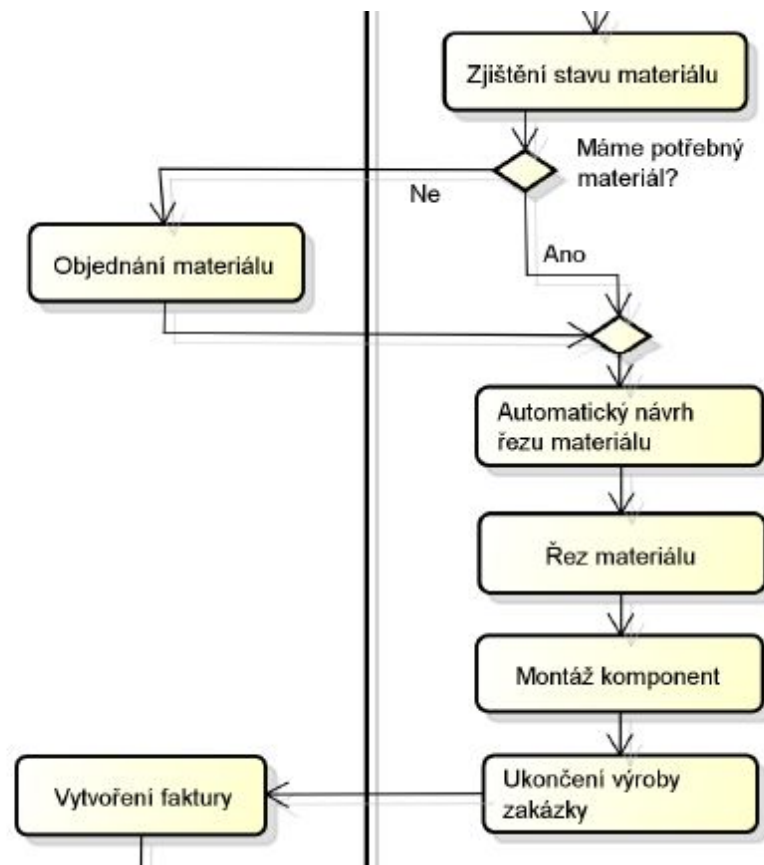 Zjištění stavu materiálu
Máme potřebný
materiál?
Ne
Objednání materiálu
Ano
Automatický návrh
řezu materiálu
Řez materiálu
Montáž komponent
Ukončení výroby
zakázky
Vytvoření faktury